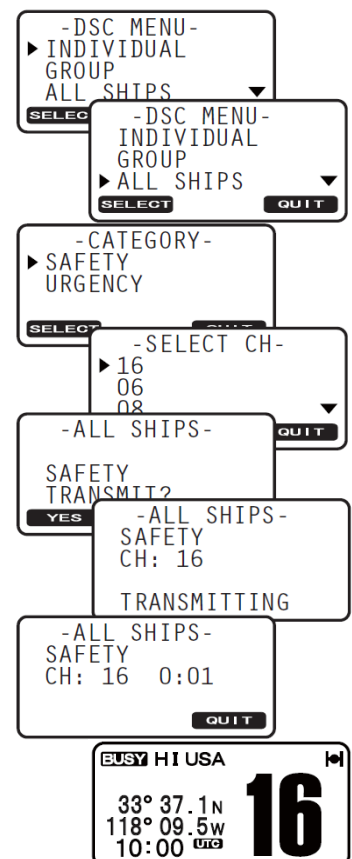 -DSC MENU-
INDIVIDUAL
GROUP
ALL SHIPS
-DSC MENU-
INDIVIDUAL
GROUP
ALL SHIPS
SELECT QUIT
-CATEGORY-
SAFETY
URGENCY
-SELECT CH-
16
06
08
QUIT
-ALL SHIPS-
SAFETY
TRANSMIT?
YES
-ALL SHIPS-
SAFETY
CH: 16
TRANSMITTING
-ALL SHIPS-
SAFETY
CH: 16 0:01
QUIT
BUSY HI USA
33° 37.1N
118° 09.5W
10:00 UTC
16